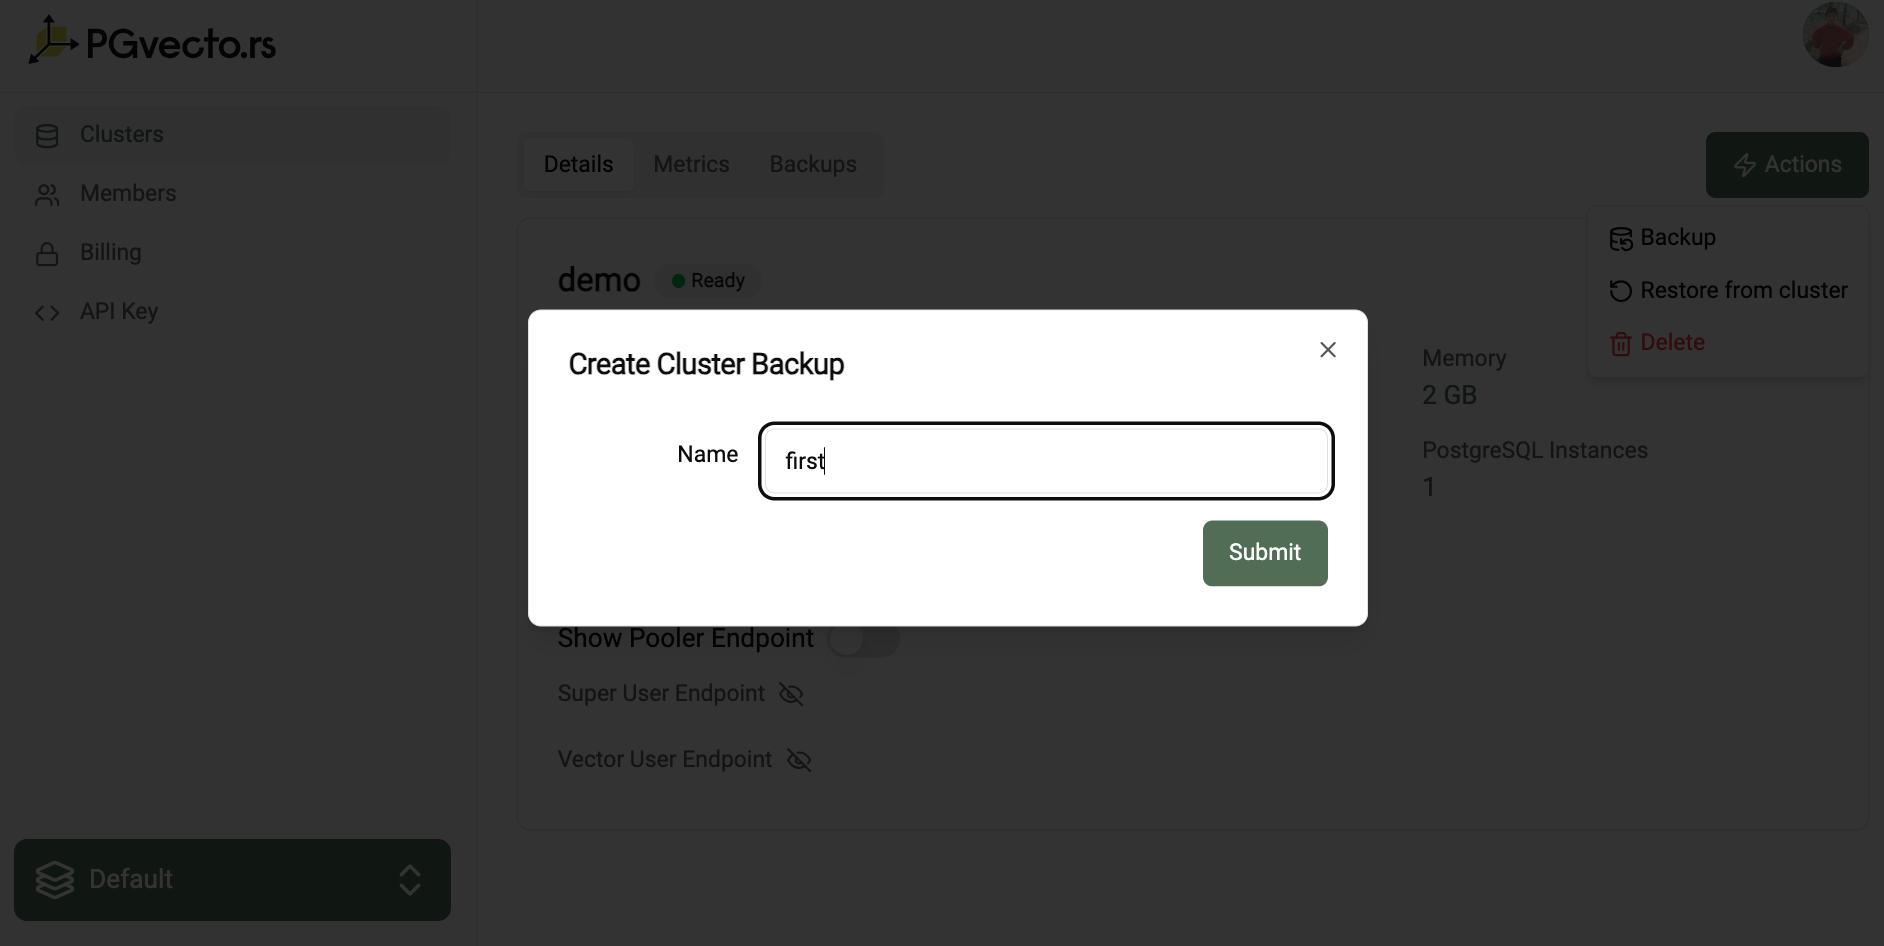 PGvecto.rs
Clusters
Members
Billing
API Key
Default
Details
Metrics
Backups
Actions
Backup
Restore from cluster
Delete
demo
Ready
Memory
2 GB
PostgreSQL Instances
1
Create Cluster Backup
Name
first
Submit
Show Pooler Endpoint
Super User Endpoint
Vector User Endpoint